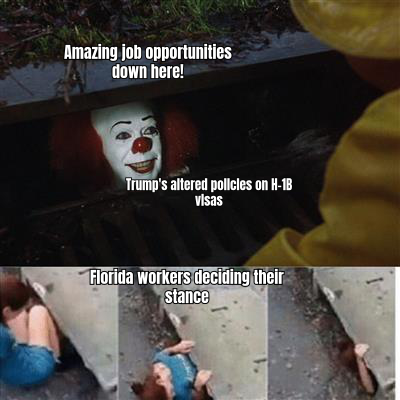 Amazing job opportunities
down here!
Trump's altered policies on H-1B
visas
Florida workers deciding their
stance